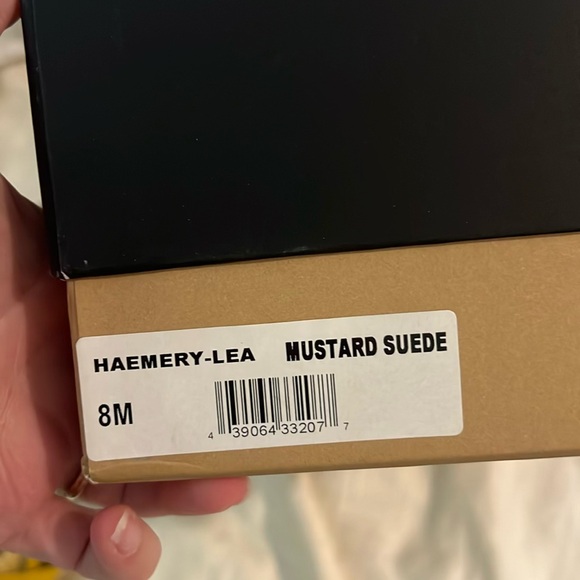 HAEMERY-LEA MUSTARD SUEDE
8M
4 39064 33207 7